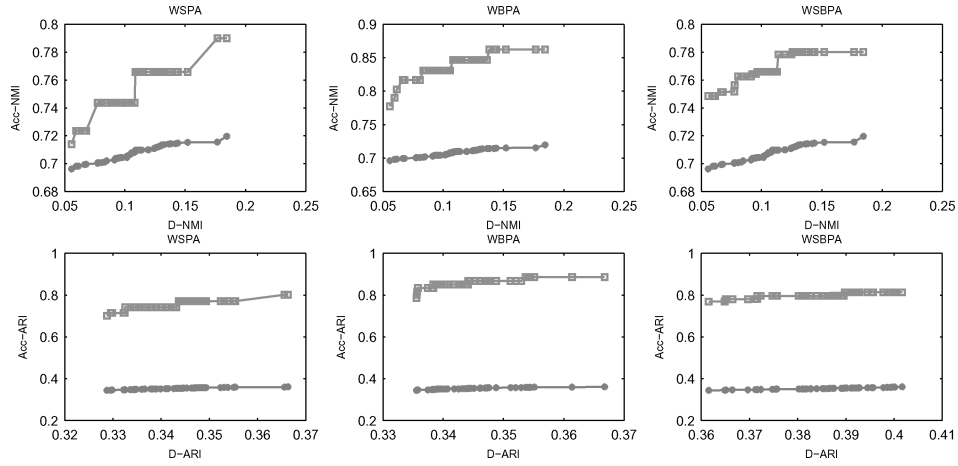 WSPA WBPA WSBPA
0.8 0.9 0.8
0.78 0.85 0.78
0.76 0.8 0.76
0.74 0.75 0.74
0.72 0.7 0.72
0.7 0.65 0.7
0.68 0.68
Acc-NMI Acc-NMI Acc-NMI
0.05 0.1 0.15 0.2 0.25 0.05 0.1 0.15 0.2 0.25 0.05 0.1 0.15 0.2 0.25
D-NMI D-NMI D-NMI
WSPA WBPA WSBPA
1 1 1
0.8 0.8 0.8
0.6 0.6 0.6
0.4 0.4 0.4
0.2 0.2 0.2
Acc-ARI Acc-ARI Acc-ARI
0.32 0.33 0.34 0.35 0.36 0.37 0.33 0.34 0.35 0.36 0.37 0.36 0.37 0.38 0.39 0.4 0.41
D-ARI D-ARI D-ARI